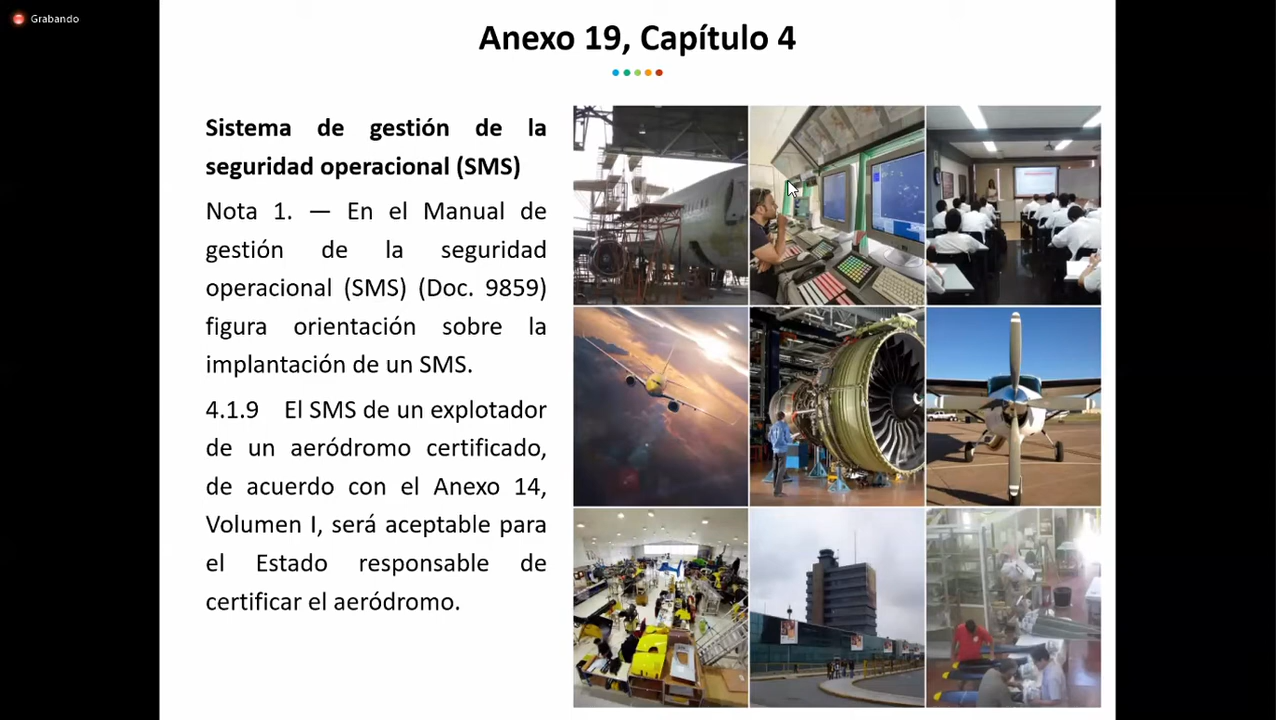 Grabando
Anexo 19, Capítulo 4
Sistema de gestión de la
seguridad operacional (SMS)
Nota 1. — En el Manual de
gestión de la seguridad
operacional (SMS) (Doc. 9859)
figura orientación sobre la
implantación de un SMS.
4.1.9 El SMS de un explotador
de un aeródromo certificado,
de acuerdo con el Anexo 14,
Volumen I, será aceptable para
el Estado responsable de
certificar el aeródromo.